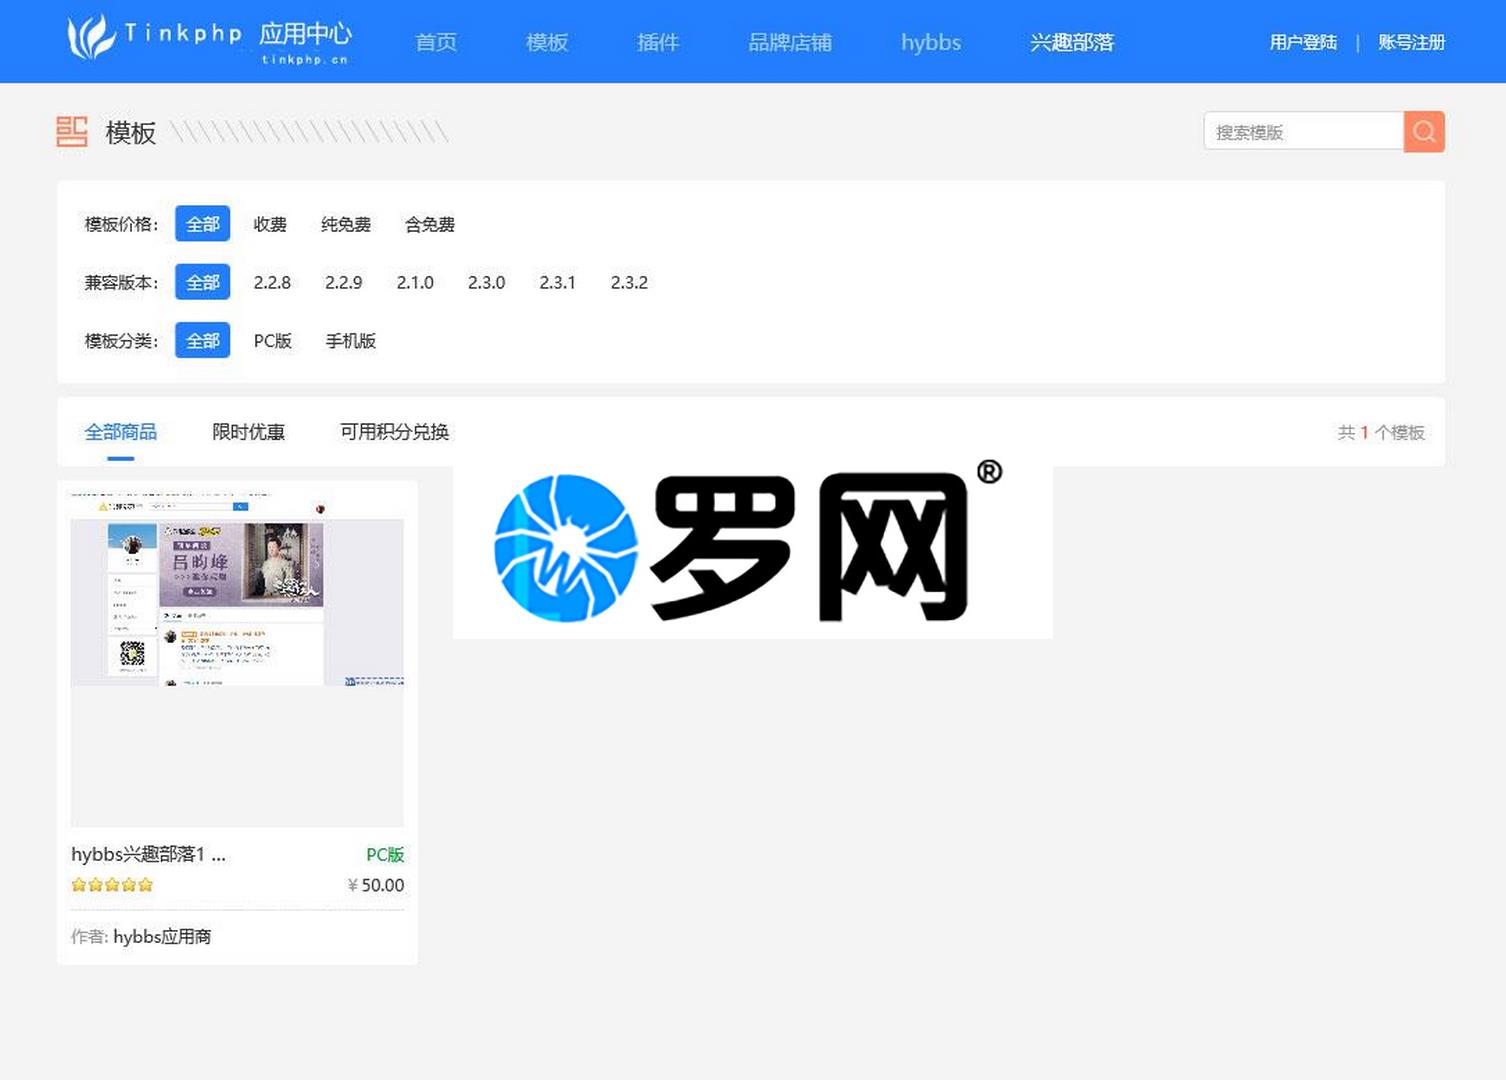 Tinkphp 应用中心
tinkphp.cn
首页 模板 插件 品牌店铺 hybbs 兴趣部落 用户登陆 | 账号注册
模板
搜索模版
模板价格： 全部 收费 纯免费 含免费
兼容版本： 全部 2.2.8 2.2.9 2.1.0 2.3.0 2.3.1 2.3.2
模板分类： 全部 PC版 手机版
全部商品 限时优惠 可用积分兑换 共 1 个模板
罗网®
吕昀峰
hybbs兴趣部落1 ... PC版
¥ 50.00
作者: hybbs应用商